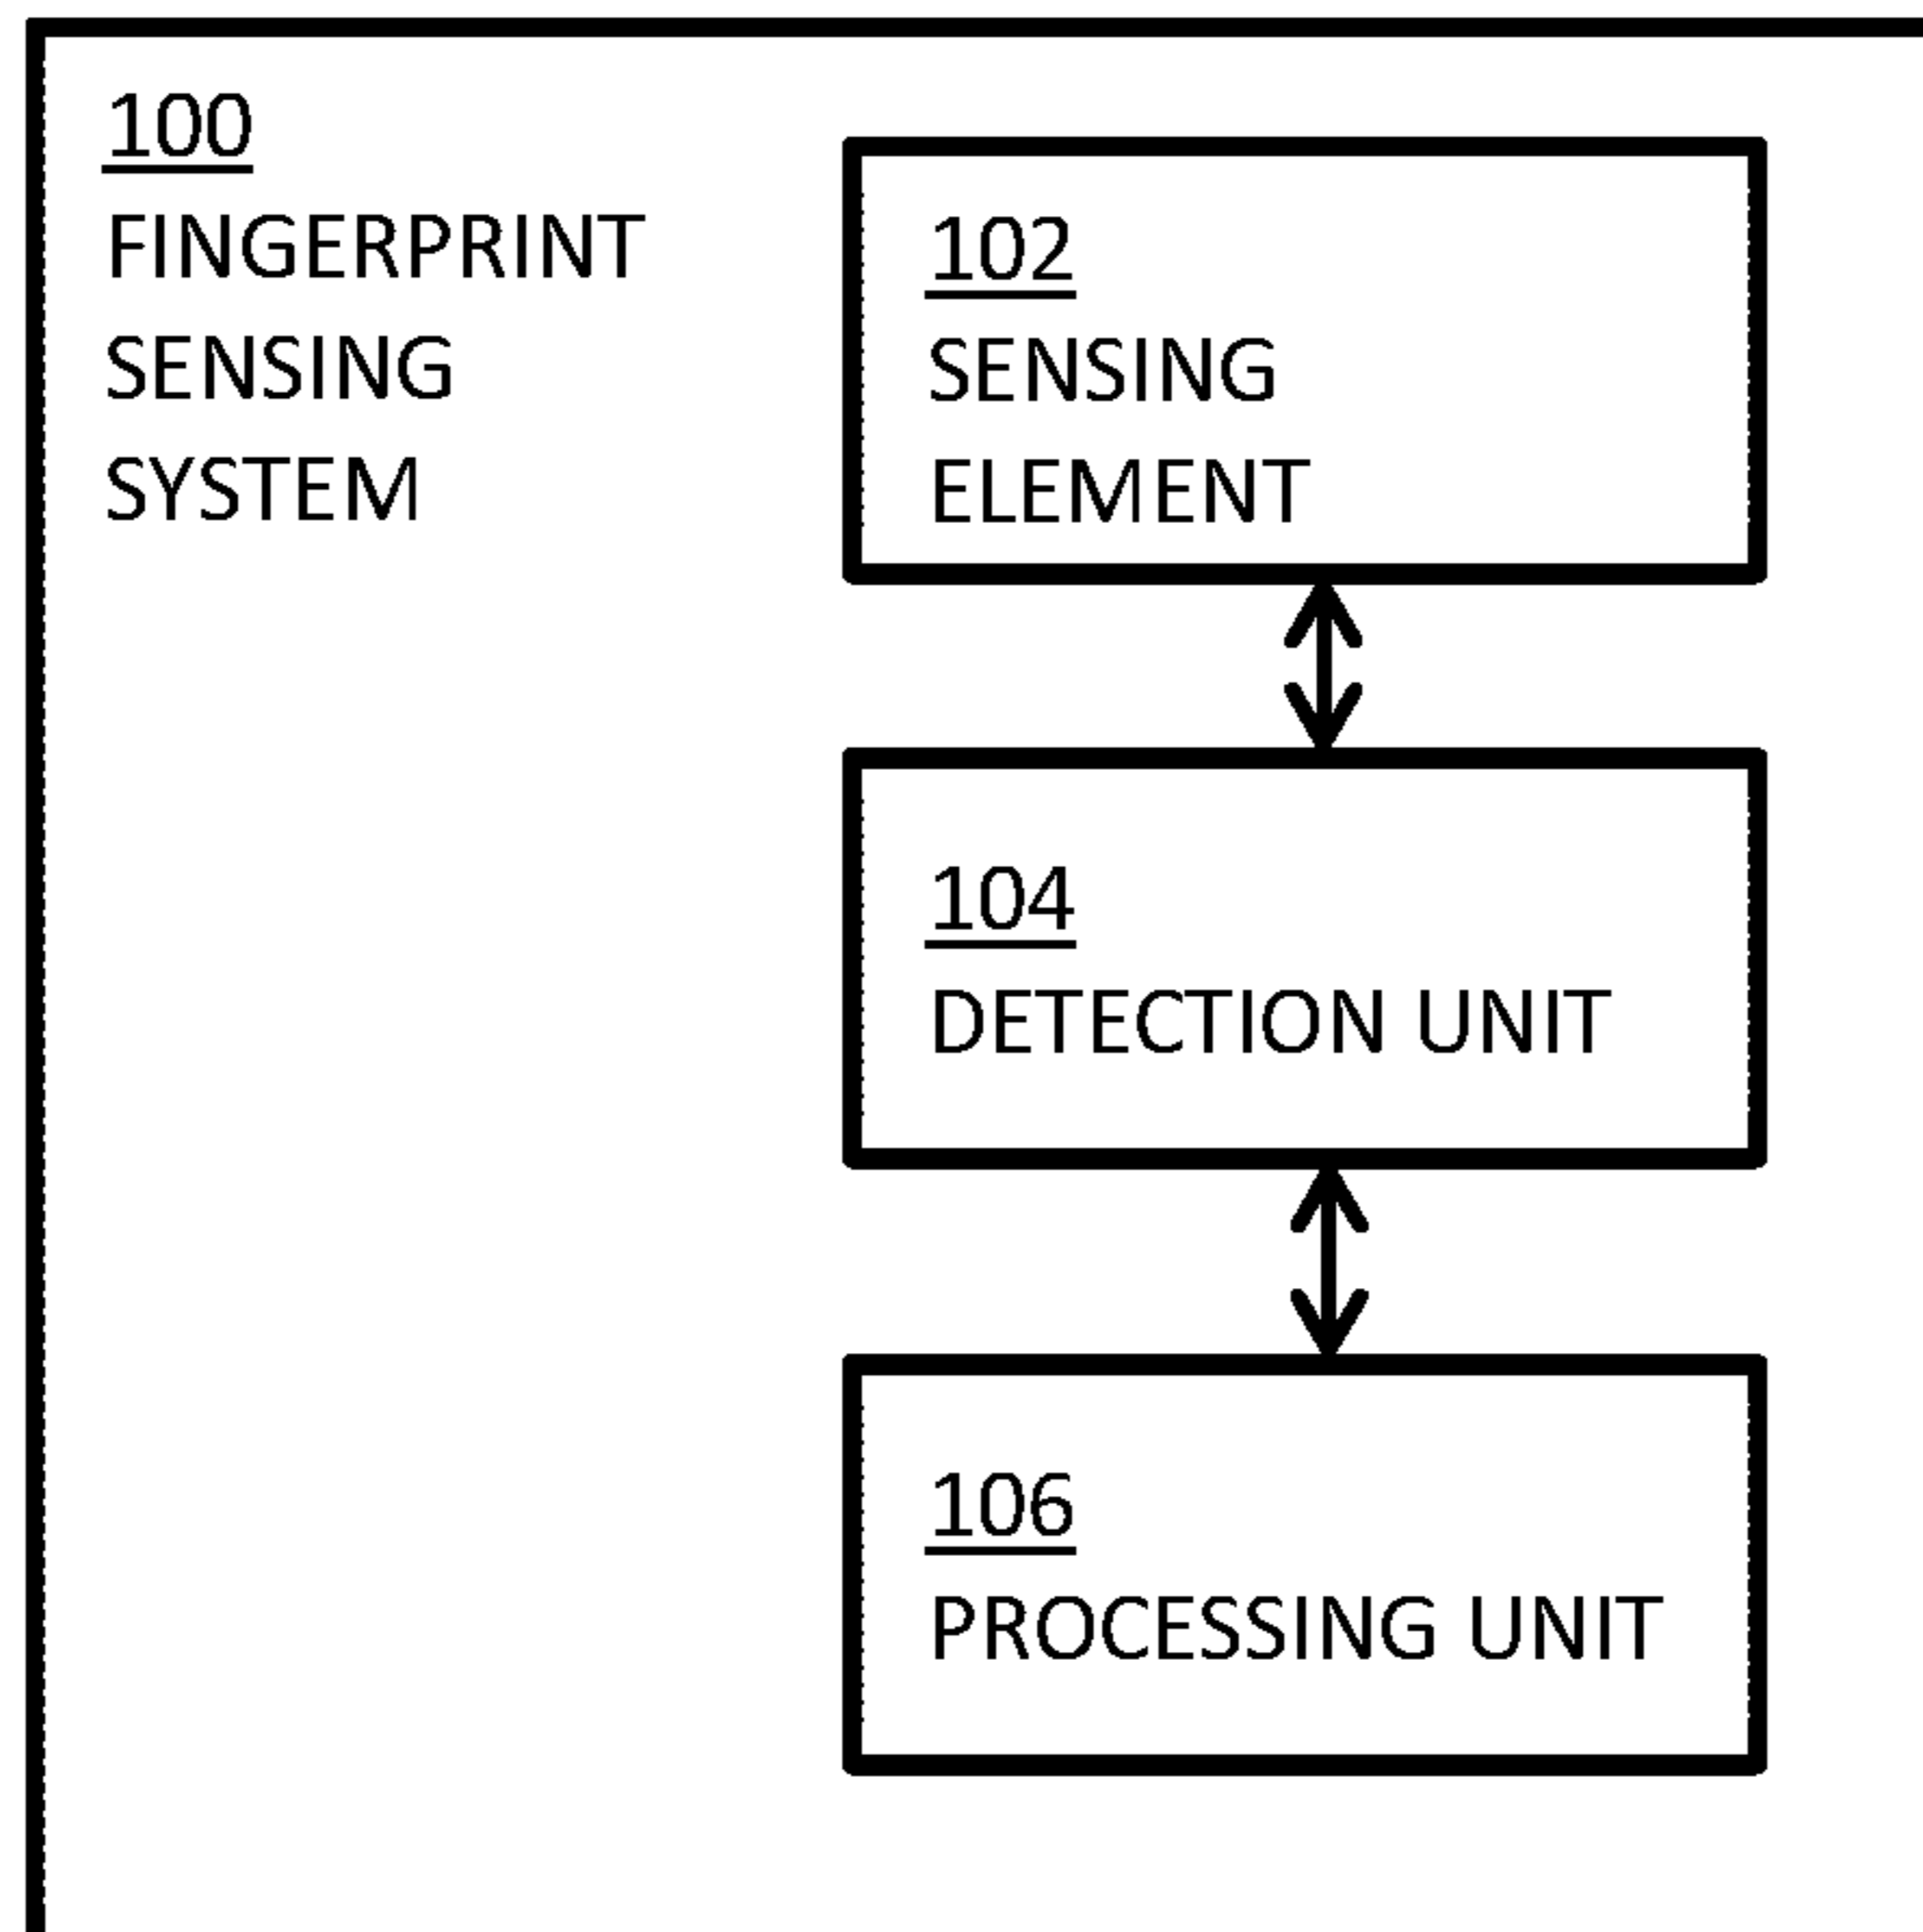 100
FINGERPRINT
SENSING
SYSTEM
102
SENSING
ELEMENT
104
DETECTION UNIT
106
PROCESSING UNIT